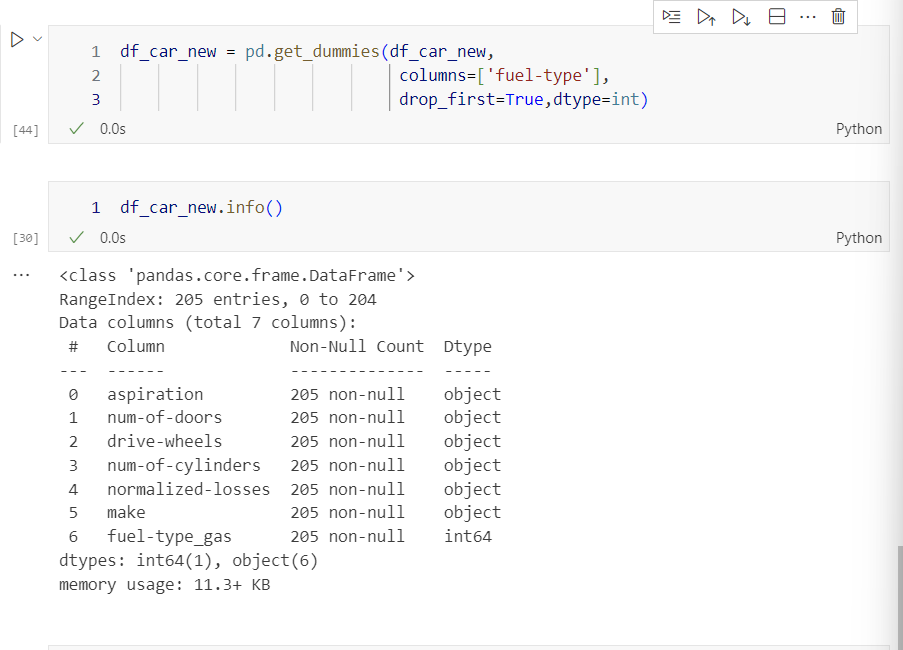 1 df_car_new = pd.get_dummies(df_car_new,
2 columns=['fuel-type'],
3 drop_first=True,dtype=int)
[44] 0.0s Python
1 df_car_new.info()
[30] 0.0s Python
... <class 'pandas.core.frame.DataFrame'>
RangeIndex: 205 entries, 0 to 204
Data columns (total 7 columns):
# Column Non-Null Count Dtype
--- ------ -------------- -----
0 aspiration 205 non-null object
1 num-of-doors 205 non-null object
2 drive-wheels 205 non-null object
3 num-of-cylinders 205 non-null object
4 normalized-losses 205 non-null object
5 make 205 non-null object
6 fuel-type_gas 205 non-null int64
dtypes: int64(1), object(6)
memory usage: 11.3+ KB